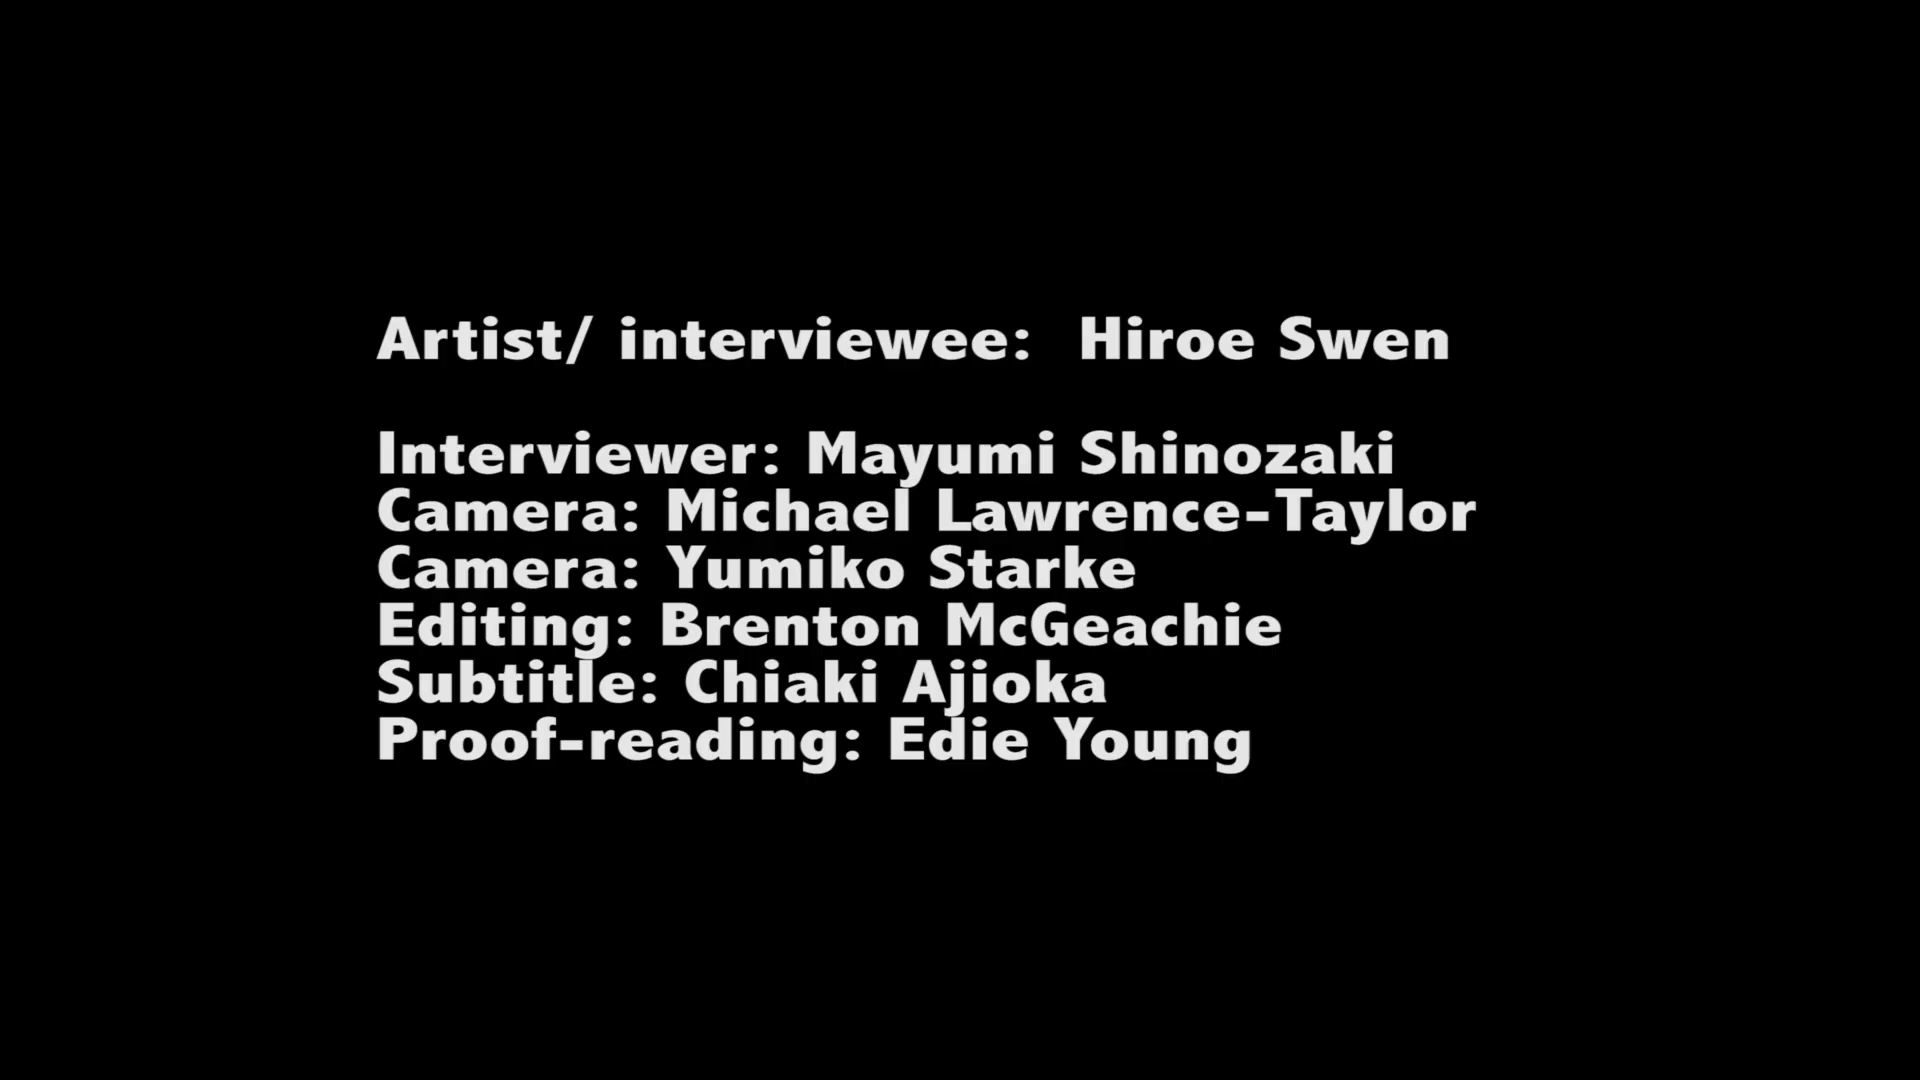 Artist/ interviewee:  Hiroe Swen
Interviewer: Mayumi Shinozaki
Camera: Michael Lawrence-Taylor
Camera: Yumiko Starke
Editing: Brenton McGeachie
Subtitle: Chiaki Ajioka
Proof-reading: Edie Young